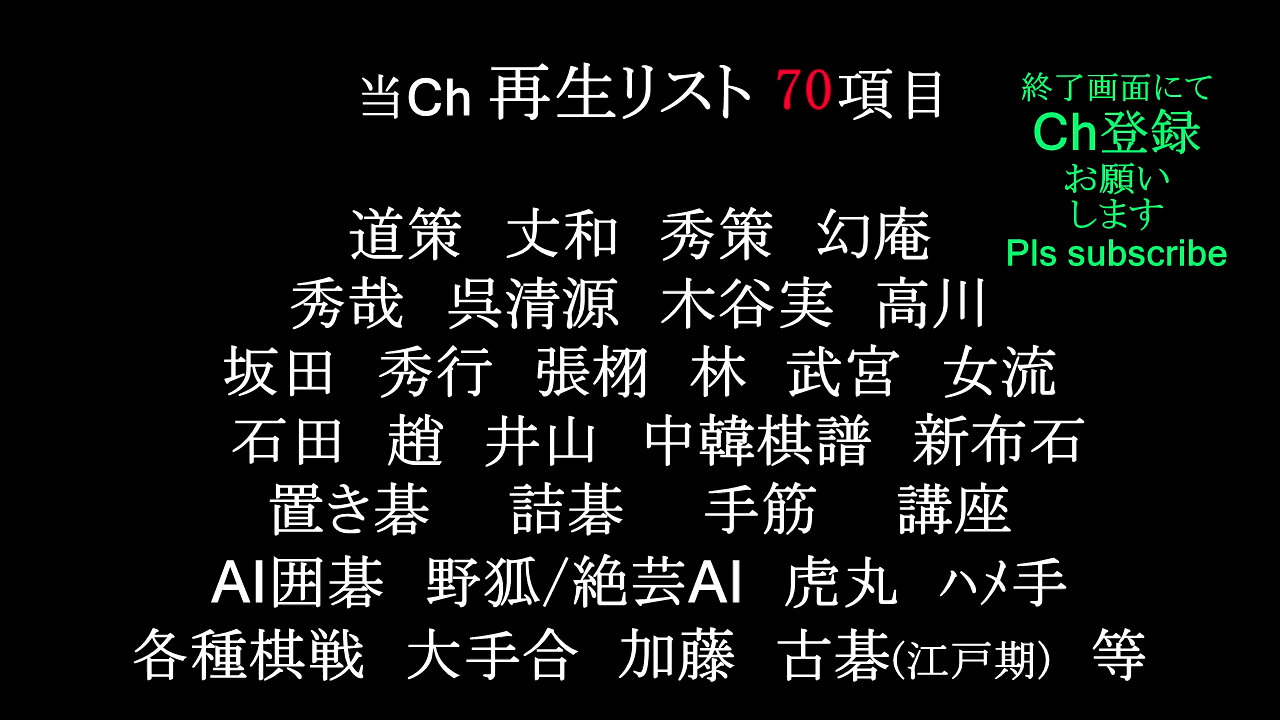 当Ch 再生リスト 70項目
終了画面にて
Ch登録
お願い
します
Pls subscribe
道策 丈和 秀策 幻庵
秀哉 呉清源 木谷実 高川
坂田 秀行 張栩 林 武宮 女流
石田 趙 井山 中韓棋譜 新布石
置き碁 詰碁 手筋 講座
AI囲碁 野狐/絶芸AI 虎丸 ﾊﾒ手
各種棋戦 大手合 加藤 古碁(江戸期) 等